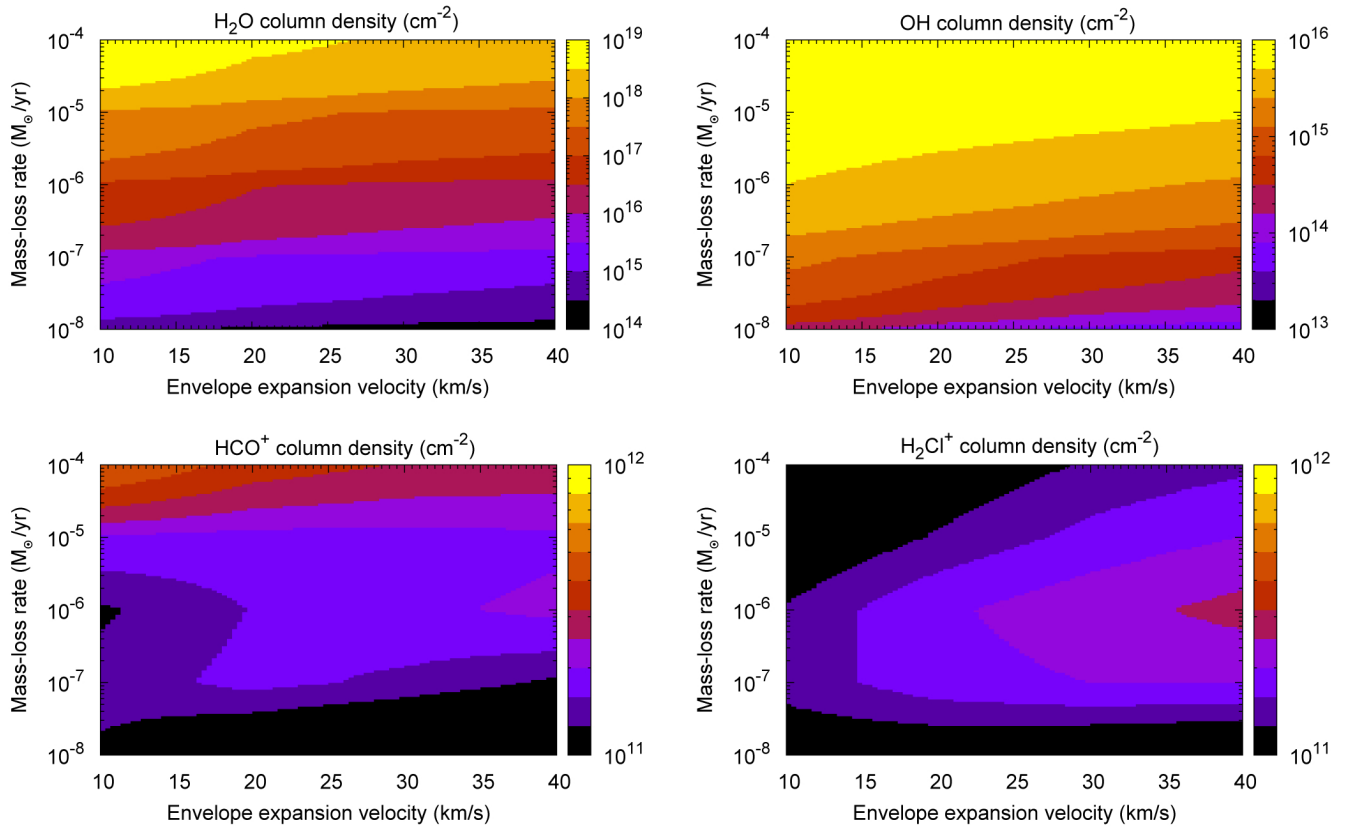 H₂O column density (cm⁻²)
Mass-loss rate (M⊙/yr)
10⁻⁴
10⁻⁵
10⁻⁶
10⁻⁷
10⁻⁸
10 15 20 25 30 35 40
Envelope expansion velocity (km/s)
10¹⁹
10¹⁸
10¹⁷
10¹⁶
10¹⁵
10¹⁴
OH column density (cm⁻²)
Mass-loss rate (M⊙/yr)
10⁻⁴
10⁻⁵
10⁻⁶
10⁻⁷
10⁻⁸
10 15 20 25 30 35 40
Envelope expansion velocity (km/s)
10¹⁶
10¹⁵
10¹⁴
10¹³
HCO⁺ column density (cm⁻²)
Mass-loss rate (M⊙/yr)
10⁻⁴
10⁻⁵
10⁻⁶
10⁻⁷
10⁻⁸
10 15 20 25 30 35 40
Envelope expansion velocity (km/s)
10¹²
10¹¹
H₂Cl⁺ column density (cm⁻²)
Mass-loss rate (M⊙/yr)
10⁻⁴
10⁻⁵
10⁻⁶
10⁻⁷
10⁻⁸
10 15 20 25 30 35 40
Envelope expansion velocity (km/s)
10¹²
10¹¹